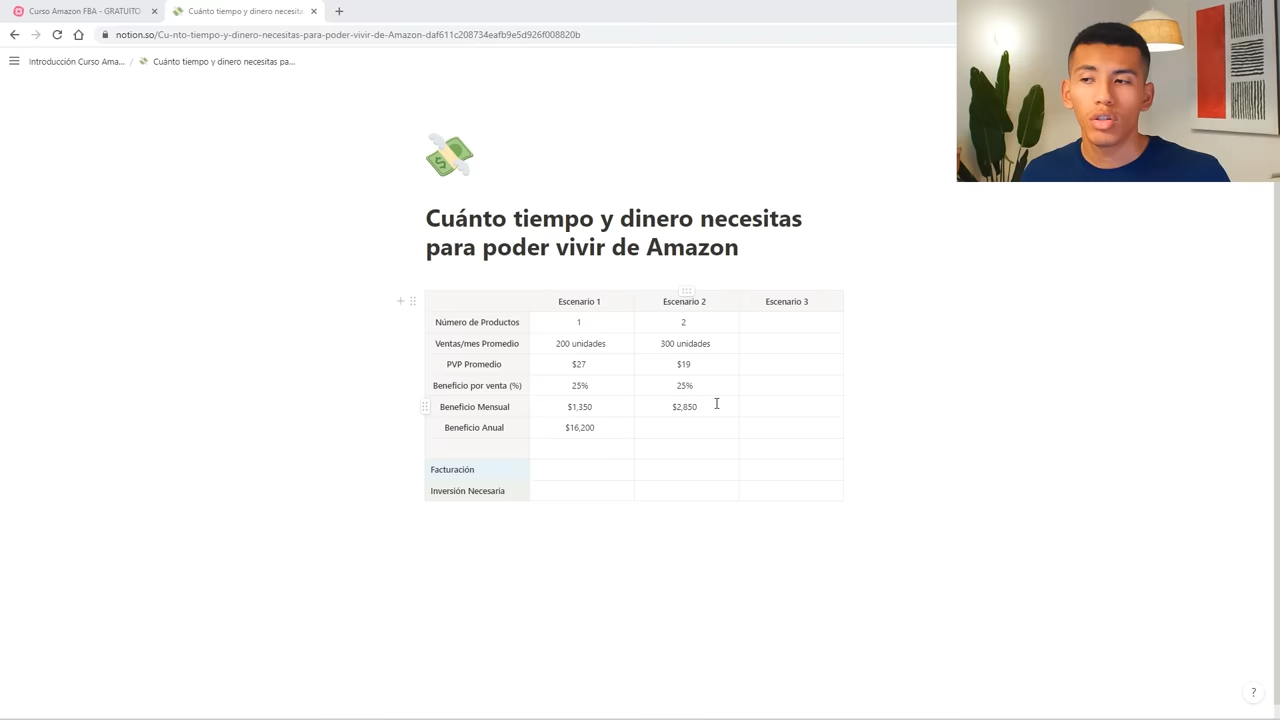 Curso Amazon FBA - GRATUITO
Cuánto tiempo y dinero necesita
notion.so/Cu-nto-tiempo-y-dinero-necesitas-para-poder-vivir-de-Amazon-daf611c208734eafb9e5d926f008820b
Introducción Curso Ama... / Cuánto tiempo y dinero necesitas pa...
Cuánto tiempo y dinero necesitas
para poder vivir de Amazon
Escenario 1 Escenario 2 Escenario 3
Número de Productos 1 2
Ventas/mes Promedio 200 unidades 300 unidades
PVP Promedio $27 $19
Beneficio por venta (%) 25% 25%
Beneficio Mensual $1,350 $2,850
Beneficio Anual $16,200
Facturación
Inversión Necesaria
?